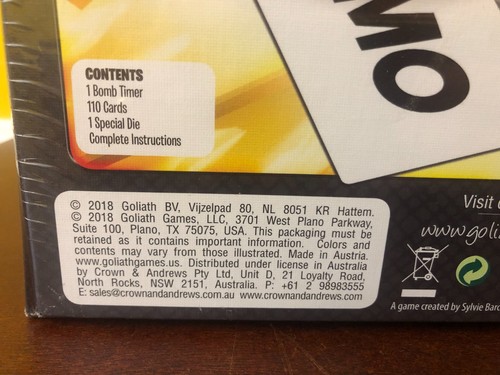 MO
CONTENTS
1 Bomb Timer
110 Cards
1 Special Die
Complete Instructions
© 2018 Goliath BV, Vijzelpad 80, NL 8051 KR Hattem.
© 2018 Goliath Games, LLC, 3701 West Plano Parkway,
Suite 100, Plano, TX 75075, USA. This packaging must be
retained as it contains important information. Colors and
contents may vary from those illustrated. Made in Austria.
www.goliathgames.us. Distributed under license in Australia
by Crown & Andrews Pty Ltd, Unit D, 21 Loyalty Road,
North Rocks, NSW 2151, Australia. P: +61 2 98983555
E: sales@crownandandrews.com.au www.crownandandrews.com
Visit
www.goli
A game created by Sylvie Barc